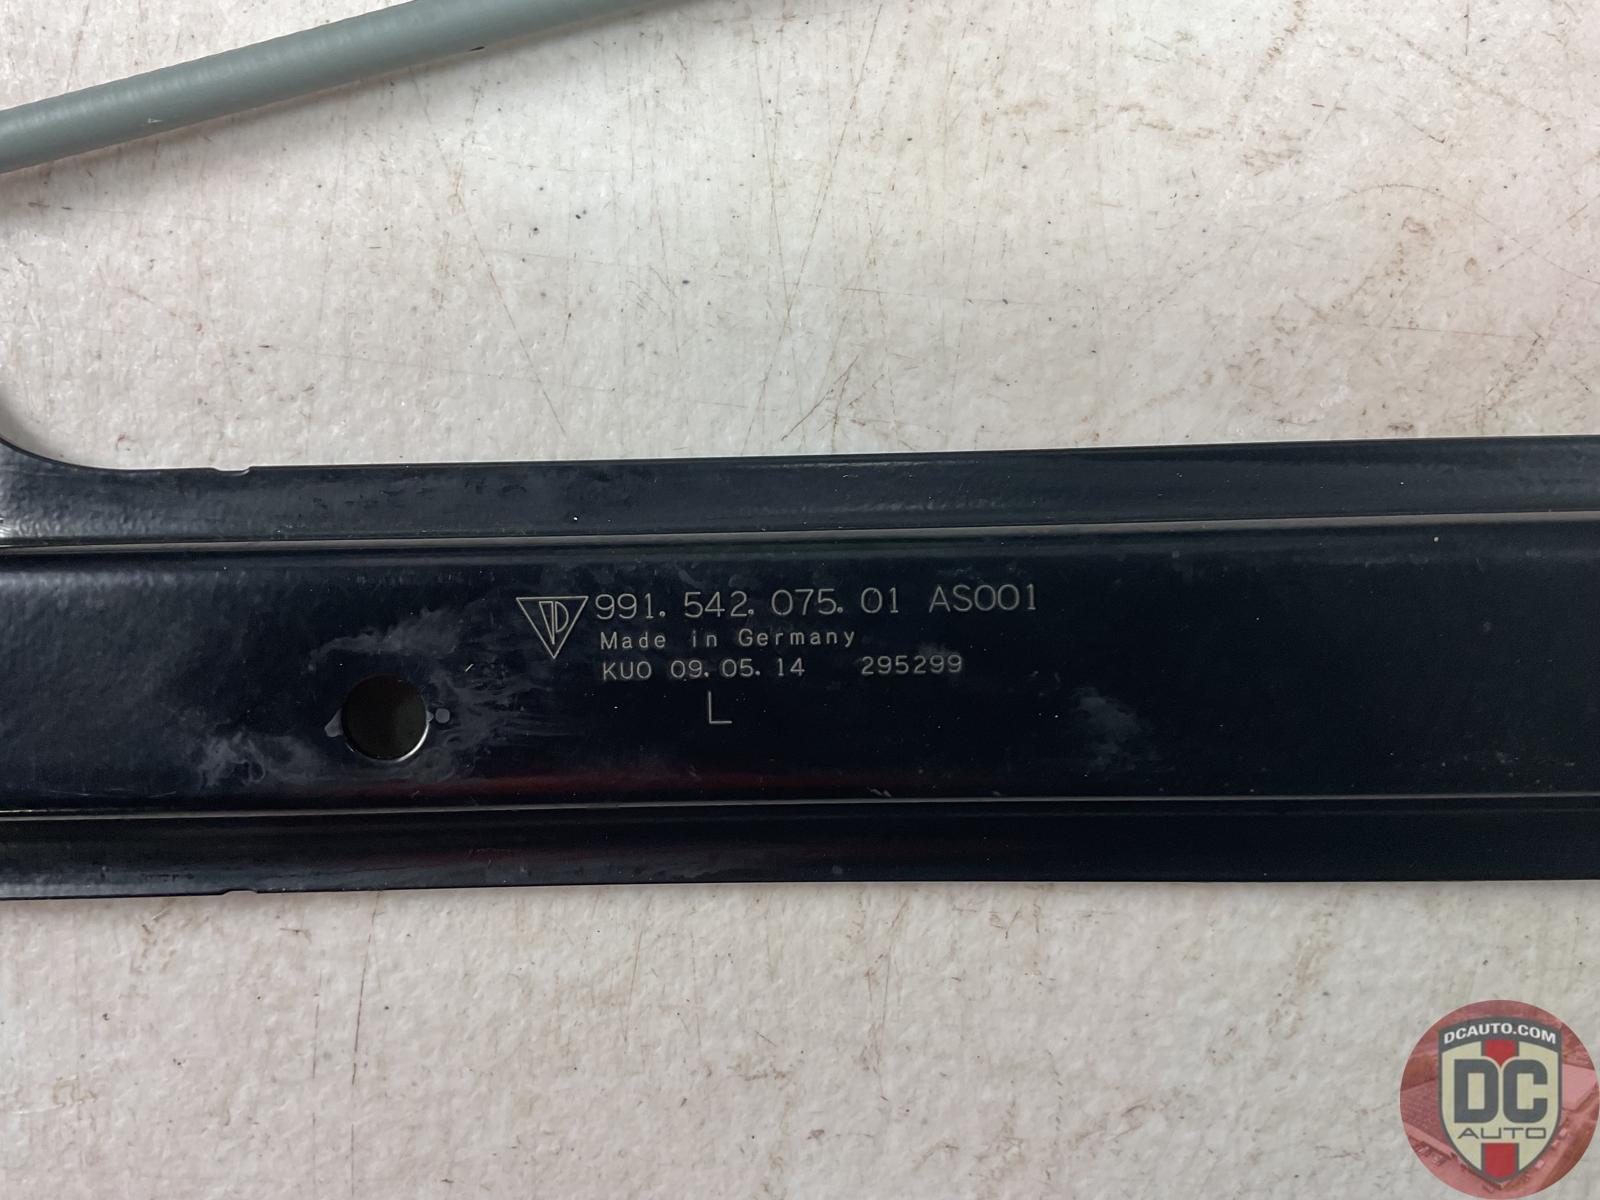 991. 542. 075. 01 AS001
Made in Germany
KUO 09. 05. 14 295299
L
DCAUTO.COM
DC
AUTO